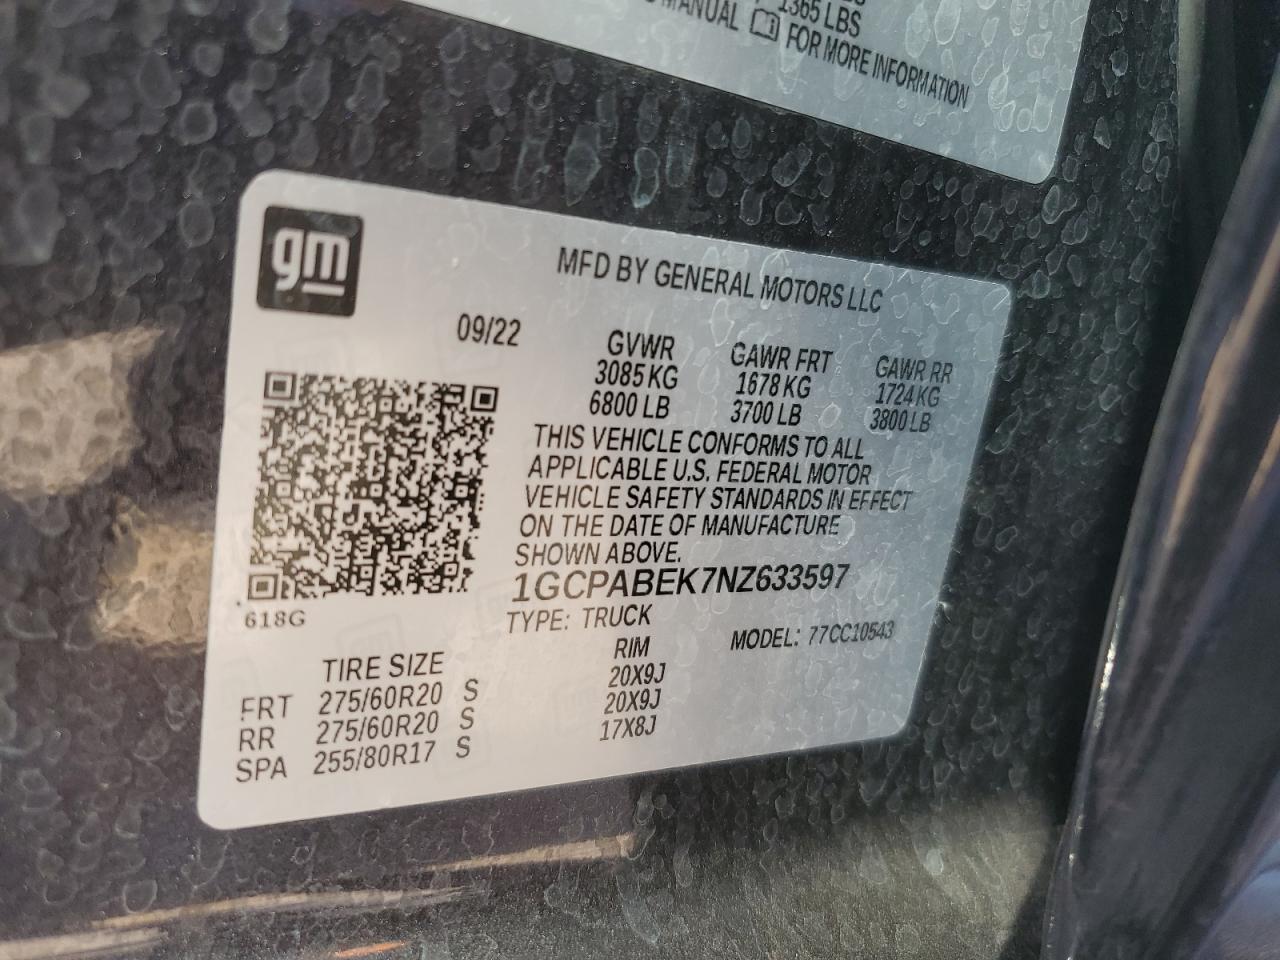 1365 LBS
MANUAL FOR MORE INFORMATION
gm
MFD BY GENERAL MOTORS LLC
09/22 GVWR GAWR FRT GAWR RR
3085 KG 1678 KG 1724 KG
6800 LB 3700 LB 3800 LB
THIS VEHICLE CONFORMS TO ALL
APPLICABLE U.S. FEDERAL MOTOR
VEHICLE SAFETY STANDARDS IN EFFECT
ON THE DATE OF MANUFACTURE
SHOWN ABOVE.
1GCPABEK7NZ633597
618G
TYPE: TRUCK MODEL: 77CC10543
TIRE SIZE RIM
FRT 275/60R20 S 20X9J
RR 275/60R20 S 20X9J
SPA 255/80R17 S 17X8J